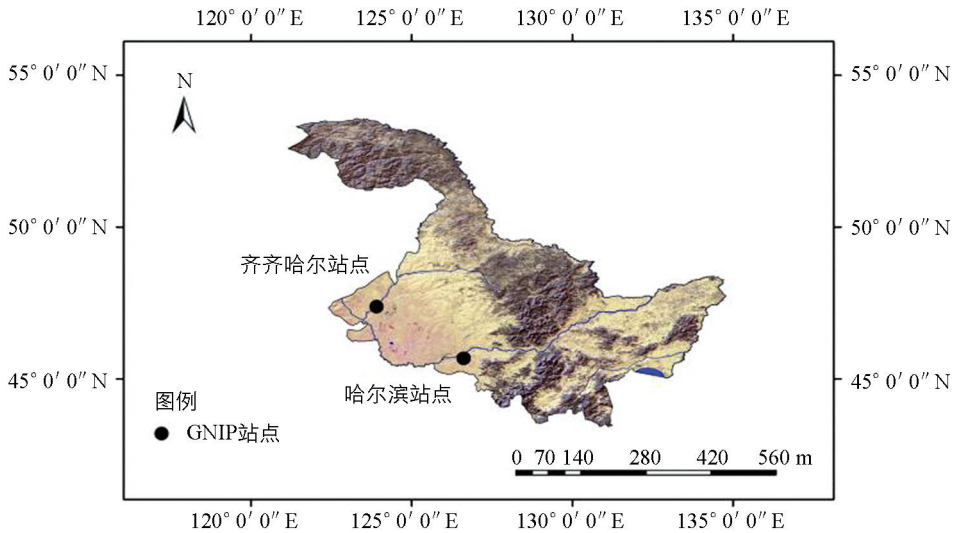 120° 0′ 0″ E 125° 0′ 0″ E 130° 0′ 0″ E 135° 0′ 0″ E
55° 0′ 0″ N 55° 0′ 0″ N
N
50° 0′ 0″ N 50° 0′ 0″ N
齐齐哈尔站点
45° 0′ 0″ N 45° 0′ 0″ N
哈尔滨站点
图例
GNIP站点
0 70 140 280 420 560 m
120° 0′ 0″ E 125° 0′ 0″ E 130° 0′ 0″ E 135° 0′ 0″ E